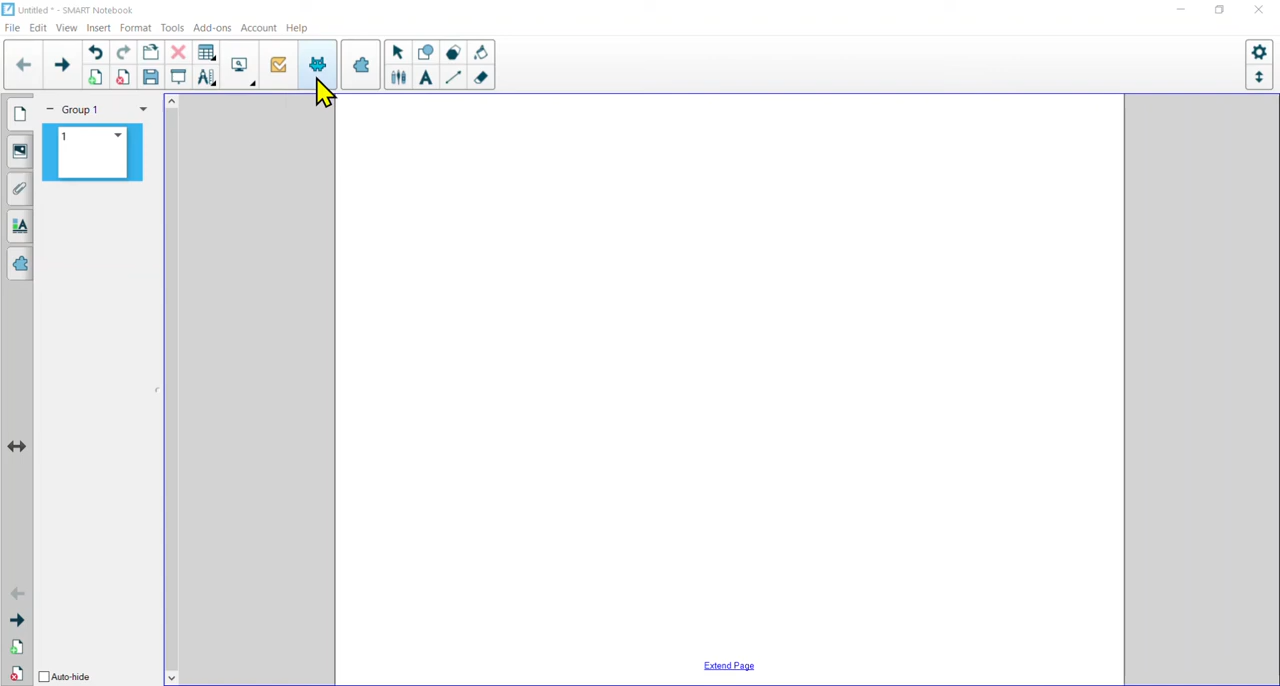 Untitled * - SMART Notebook
File Edit View Insert Format Tools Add-ons Account Help
Group 1
1
Extend Page
Auto-hide